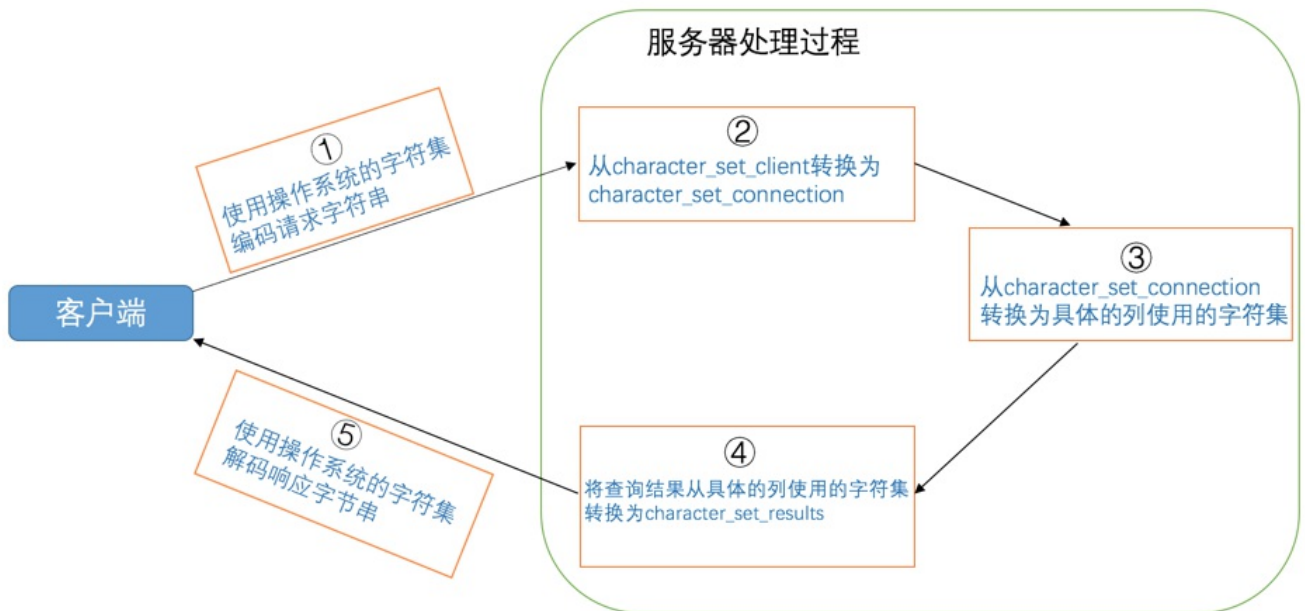 服务器处理过程
①
使用操作系统的字符集
编码请求字符串
②
从character_set_client转换为
character_set_connection
③
从character_set_connection
转换为具体的列使用的字符集
客户端
④
将查询结果从具体的列使用的字符集
转换为character_set_results
⑤
使用操作系统的字符集
解码响应字节串